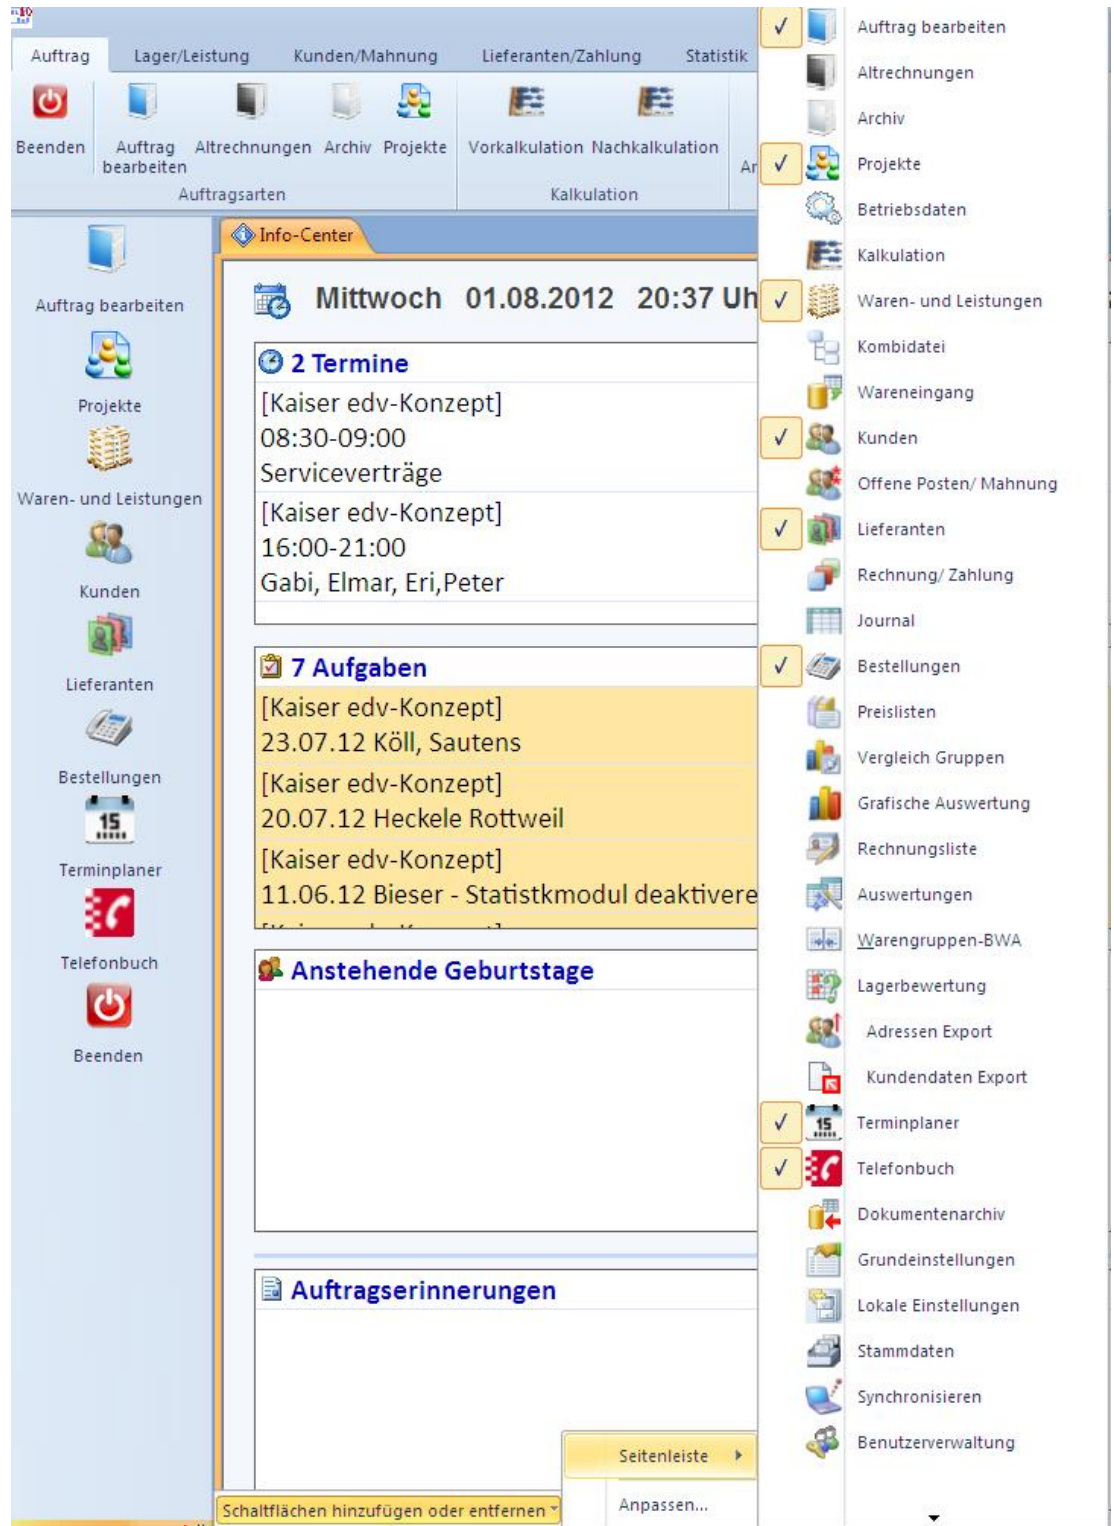 Auftrag
Lager/Leistung
Kunden/Mahnung
Lieferanten/Zahlung
Statistik
Beenden
Auftrag
bearbeiten
Altrechnungen
Archiv
Projekte
Vorkalkulation
Nachkalkulation
Auftragsarten
Kalkulation
Auftrag bearbeiten
Projekte
Waren- und Leistungen
Kunden
Lieferanten
Bestellungen
15
Terminplaner
Telefonbuch
Beenden
Info-Center
Mittwoch 01.08.2012 20:37 Uh
2 Termine
[Kaiser edv-Konzept]
08:30-09:00
Serviceverträge
[Kaiser edv-Konzept]
16:00-21:00
Gabi, Elmar, Eri,Peter
7 Aufgaben
[Kaiser edv-Konzept]
23.07.12 Köll, Sautens
[Kaiser edv-Konzept]
20.07.12 Heckele Rottweil
[Kaiser edv-Konzept]
11.06.12 Bieser - Statistkmodul deaktivere
Anstehende Geburtstage
Auftragserinnerungen
Schaltflächen hinzufügen oder entfernen
Seitenleiste
Anpassen...
Auftrag bearbeiten
Altrechnungen
Archiv
Projekte
Betriebsdaten
Kalkulation
Waren- und Leistungen
Kombidatei
Wareneingang
Kunden
Offene Posten/ Mahnung
Lieferanten
Rechnung/ Zahlung
Journal
Bestellungen
Preislisten
Vergleich Gruppen
Grafische Auswertung
Rechnungsliste
Auswertungen
Warengruppen-BWA
Lagerbewertung
Adressen Export
Kundendaten Export
15
Terminplaner
Telefonbuch
Dokumentenarchiv
Grundeinstellungen
Lokale Einstellungen
Stammdaten
Synchronisieren
Benutzerverwaltung